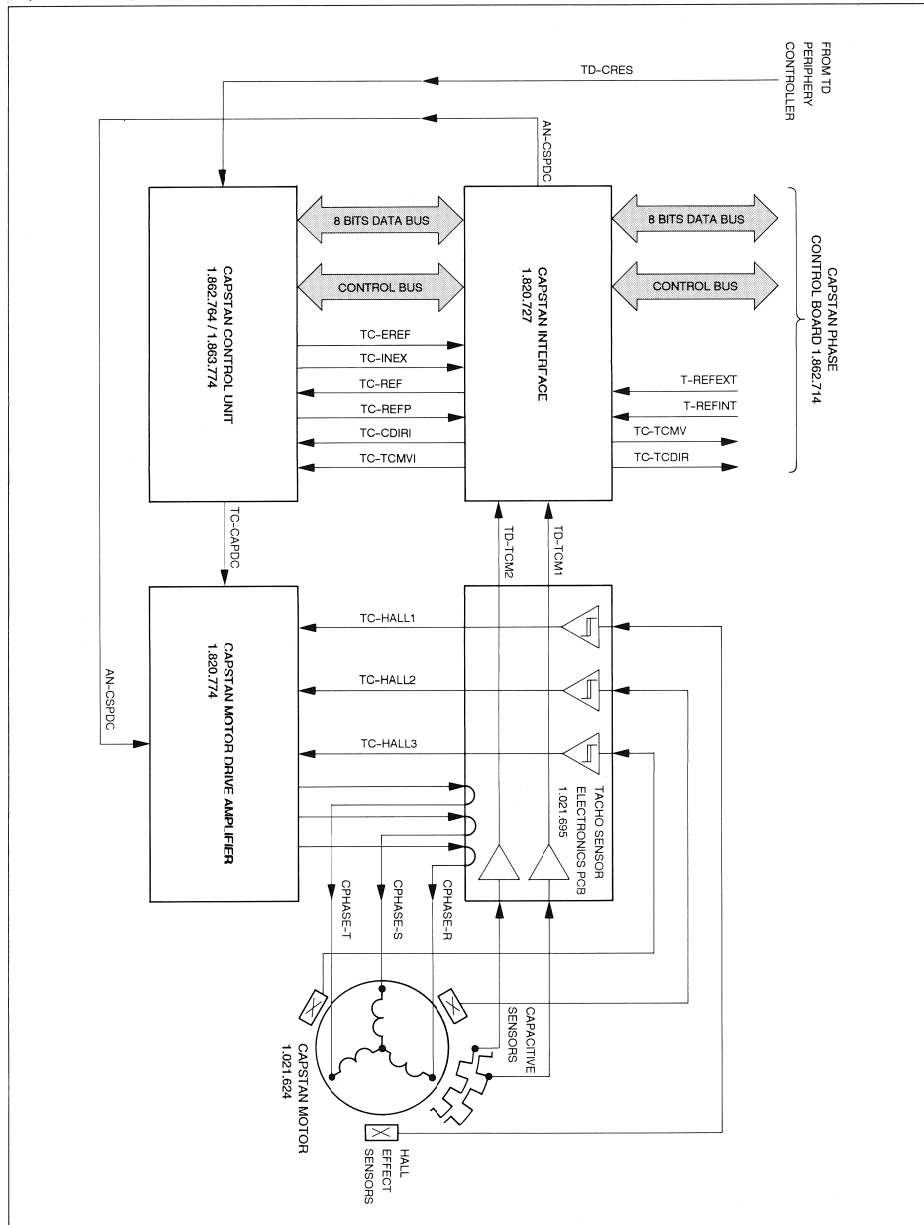 FROM TD
PERIPHERY
CONTROLLER
TD-CRES
AN-CSPDC
8 BITS DATA BUS
8 BITS DATA BUS
CONTROL BUS
CONTROL BUS
CAPSTAN PHASE
CONTROL BOARD 1.862.714
CAPSTAN CONTROL UNIT
1.862.764 / 1.863.774
CAPSTAN INTERFACE
1.820.727
TC-EREF
TC-INEX
TC-REF
TC-REFP
TC-CDIRI
TC-TCMVI
T-REFEXT
T-REFINT
TC-TCMV
TC-TCDIR
TC-CAPDC
TD-TCM2
TD-TCM1
AN-CSPDC
CAPSTAN MOTOR DRIVE AMPLIFIER
1.820.774
TC-HALL1
TC-HALL2
TC-HALL3
TACHO SENSOR
ELECTRONICS PCB
1.021.695
CPHASE-T
CPHASE-S
CPHASE-R
CAPACITIVE
SENSORS
CAPSTAN MOTOR
1.021.624
HALL
EFFECT
SENSORS